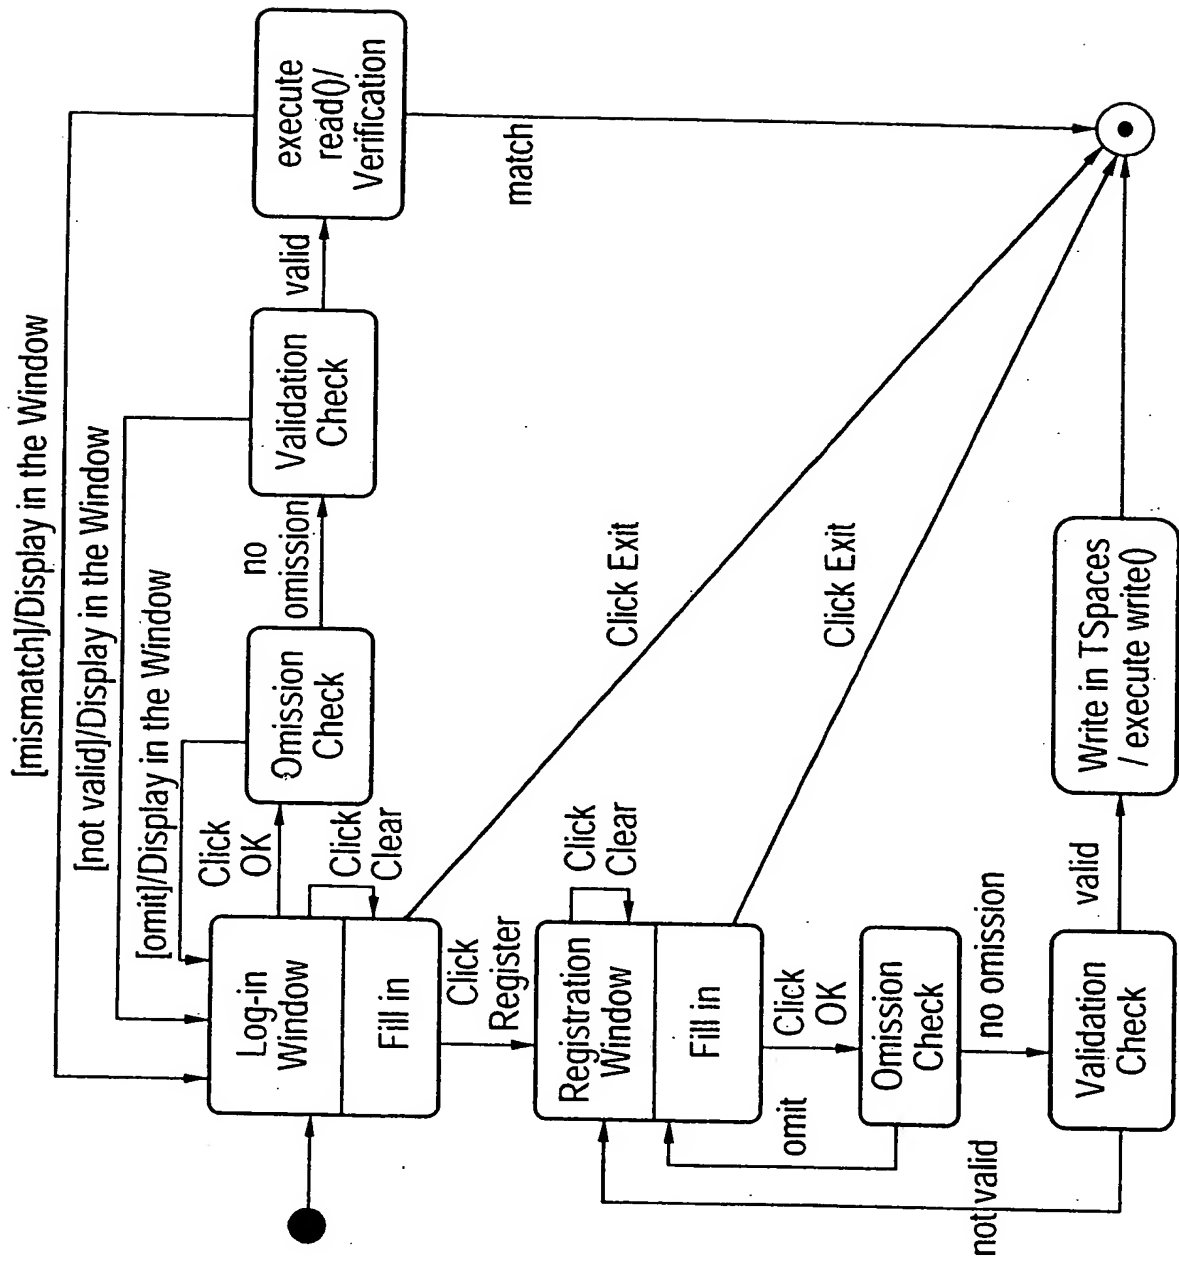 [mismatch]/Display in the Window
[not valid]/Display in the Window
[omit]/Display in the Window
Log-in
Window
Fill in
Click
OK
Click
Clear
Omission
Check
no
omission
Validation
Check
valid
execute
read()/
Verification
match
Click
Register
Click Exit
Registration
Window
Fill in
Click
Clear
Click Exit
omit
Click
OK
Omission
Check
no omission
not valid
Validation
Check
valid
Write in TSpaces
/ execute write()